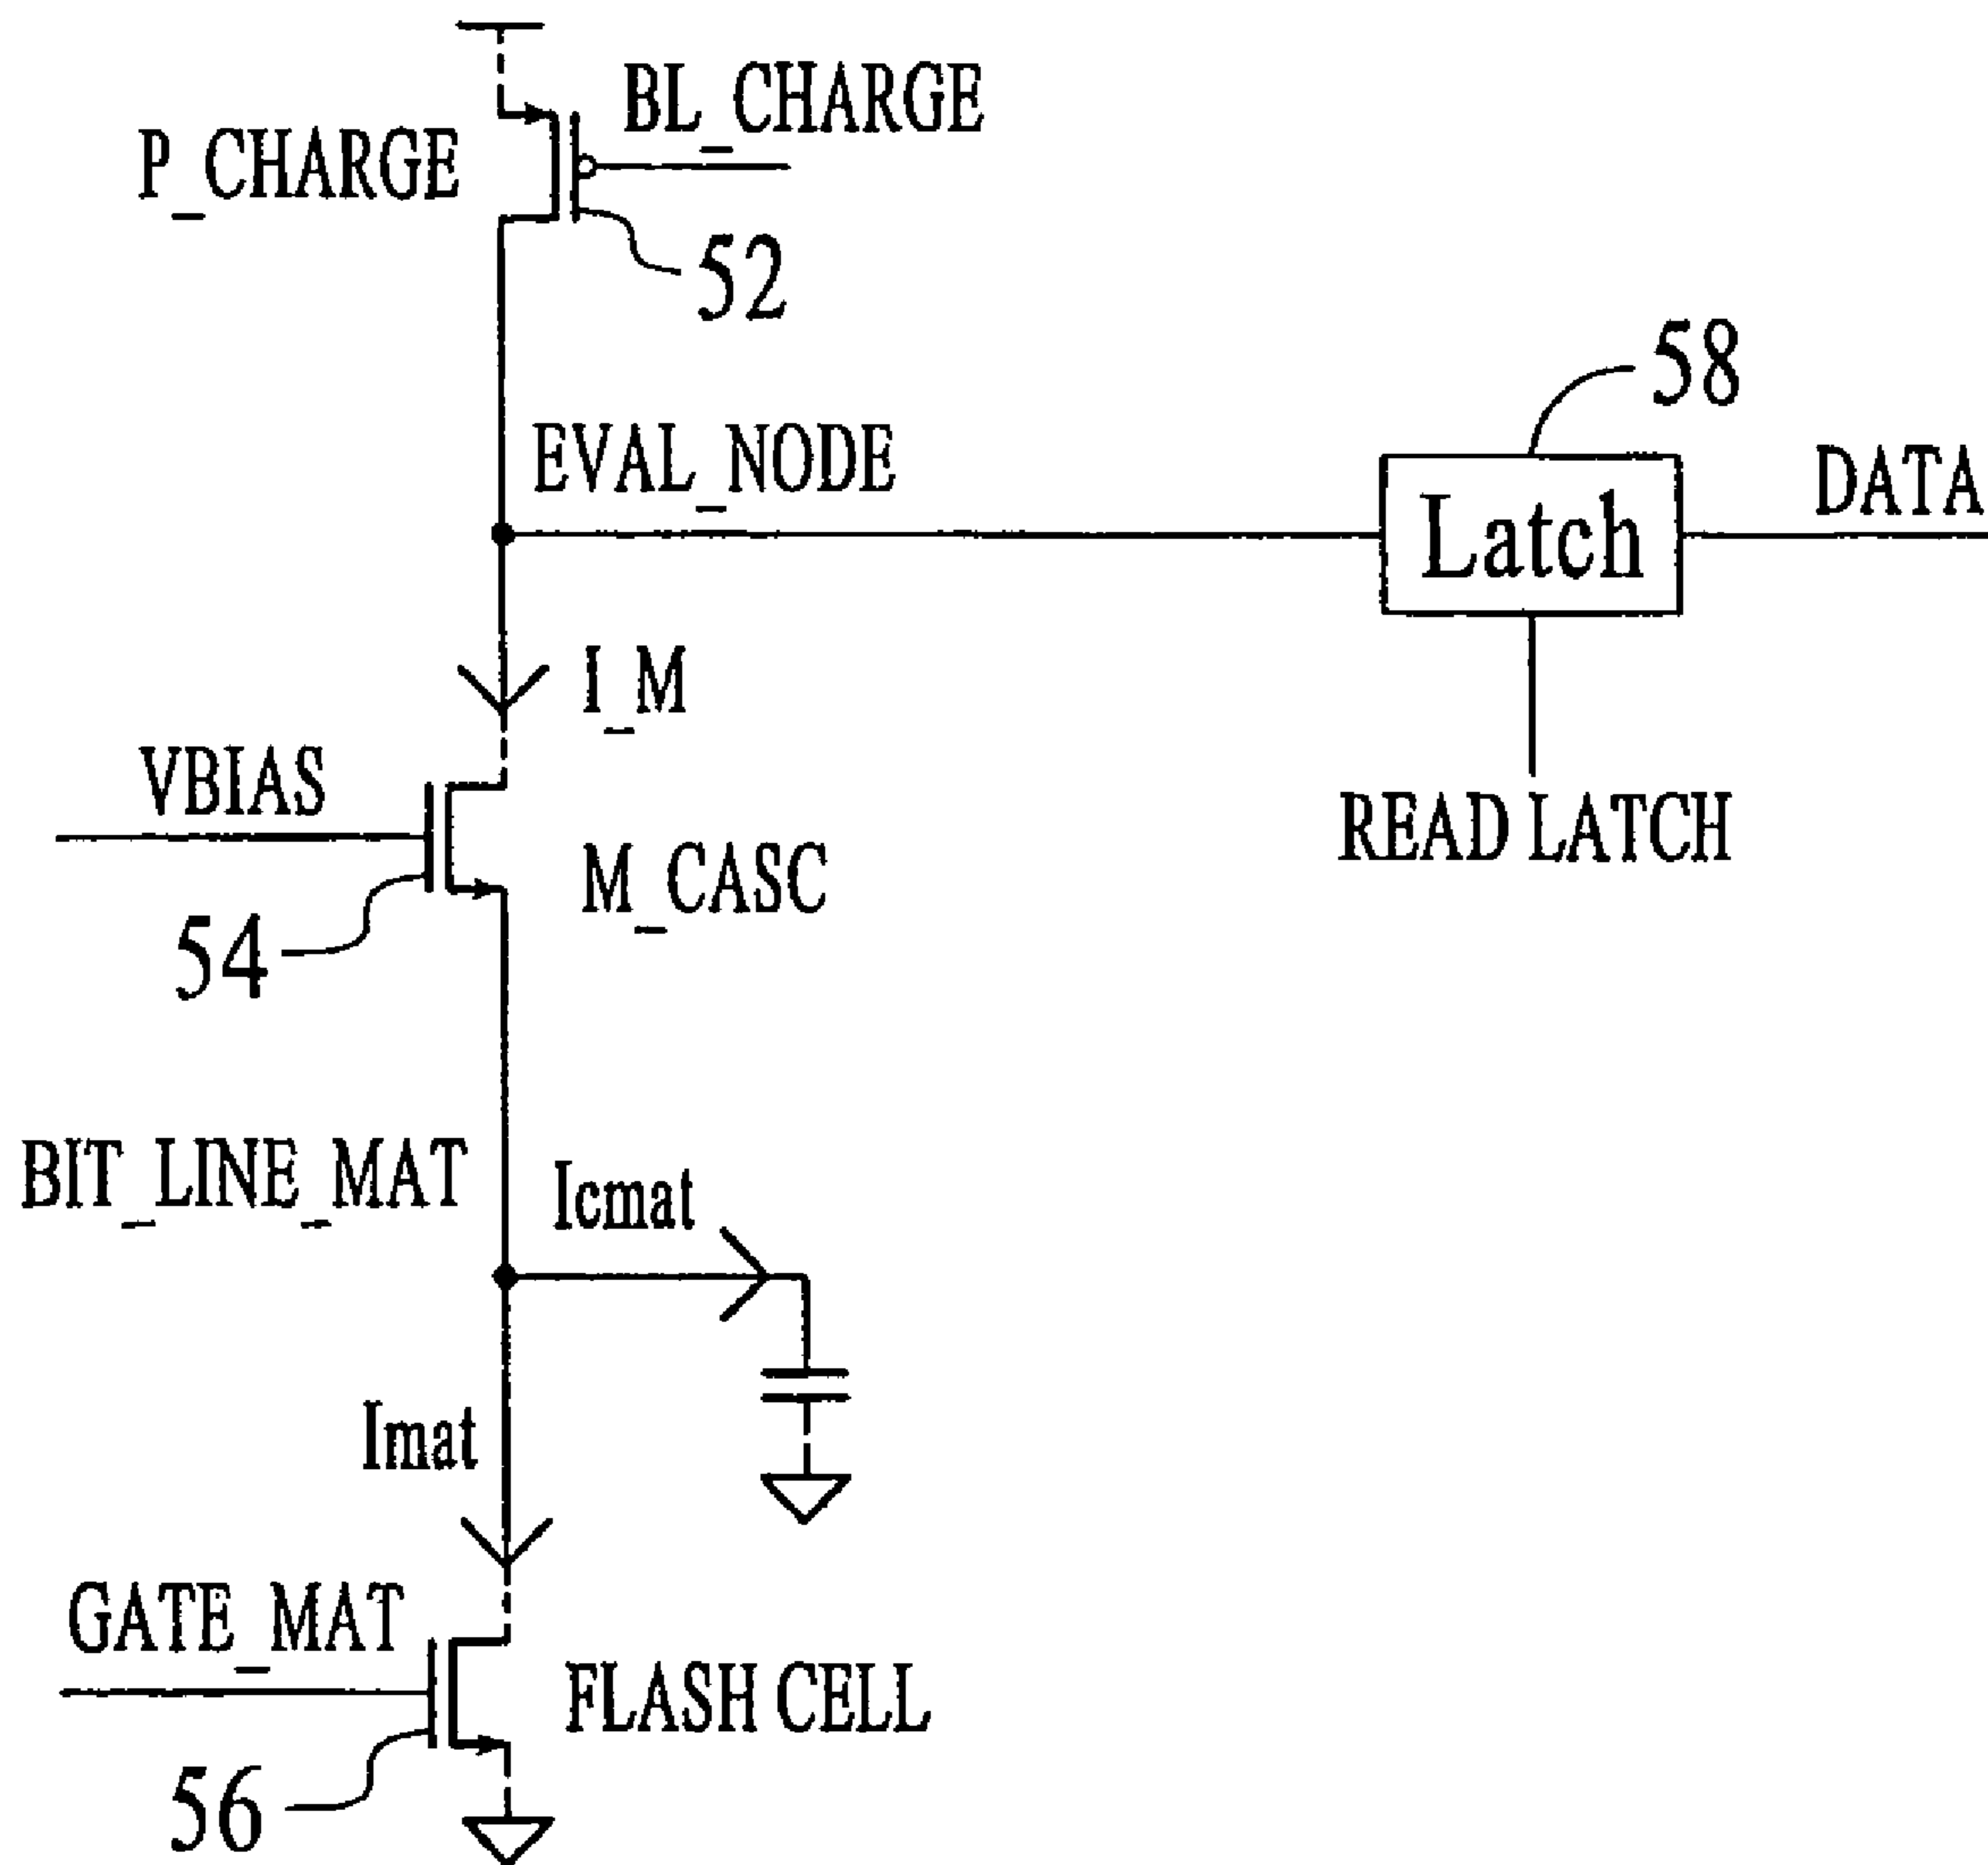 BL_CHARGE
P_CHARGE
52
58
EVAL_NODE
DATA
Latch
I_M
VBIAS
READ LATCH
M_CASC
54
BIT_LINE_MAT
Icmat
Imat
GATE_MAT
FLASH CELL
56